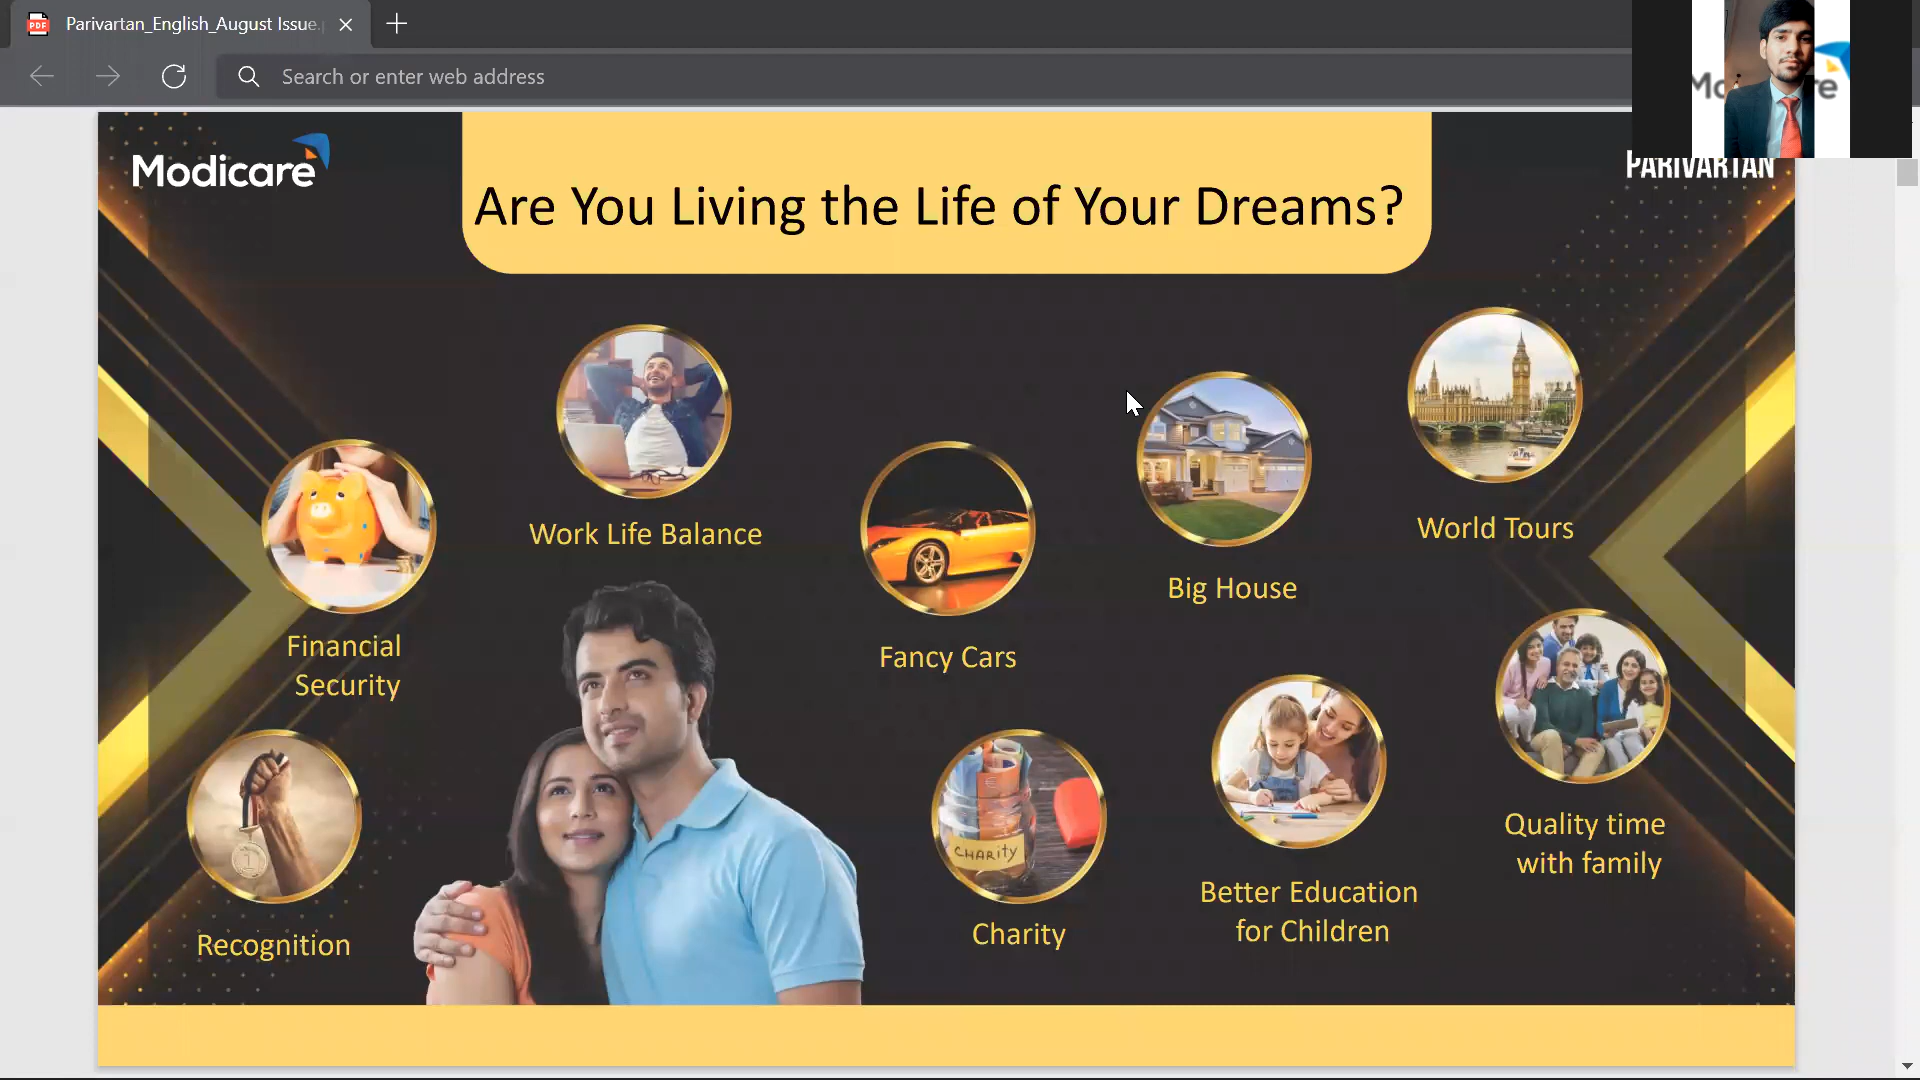 Parivartan_English_August Issue.
Search or enter web address
Modicare
PARIVARTAN
Are You Living the Life of Your Dreams?
Work Life Balance
World Tours
Big House
Financial
Security
Fancy Cars
CHARITY
Quality time
with family
Better Education
for Children
Charity
Recognition